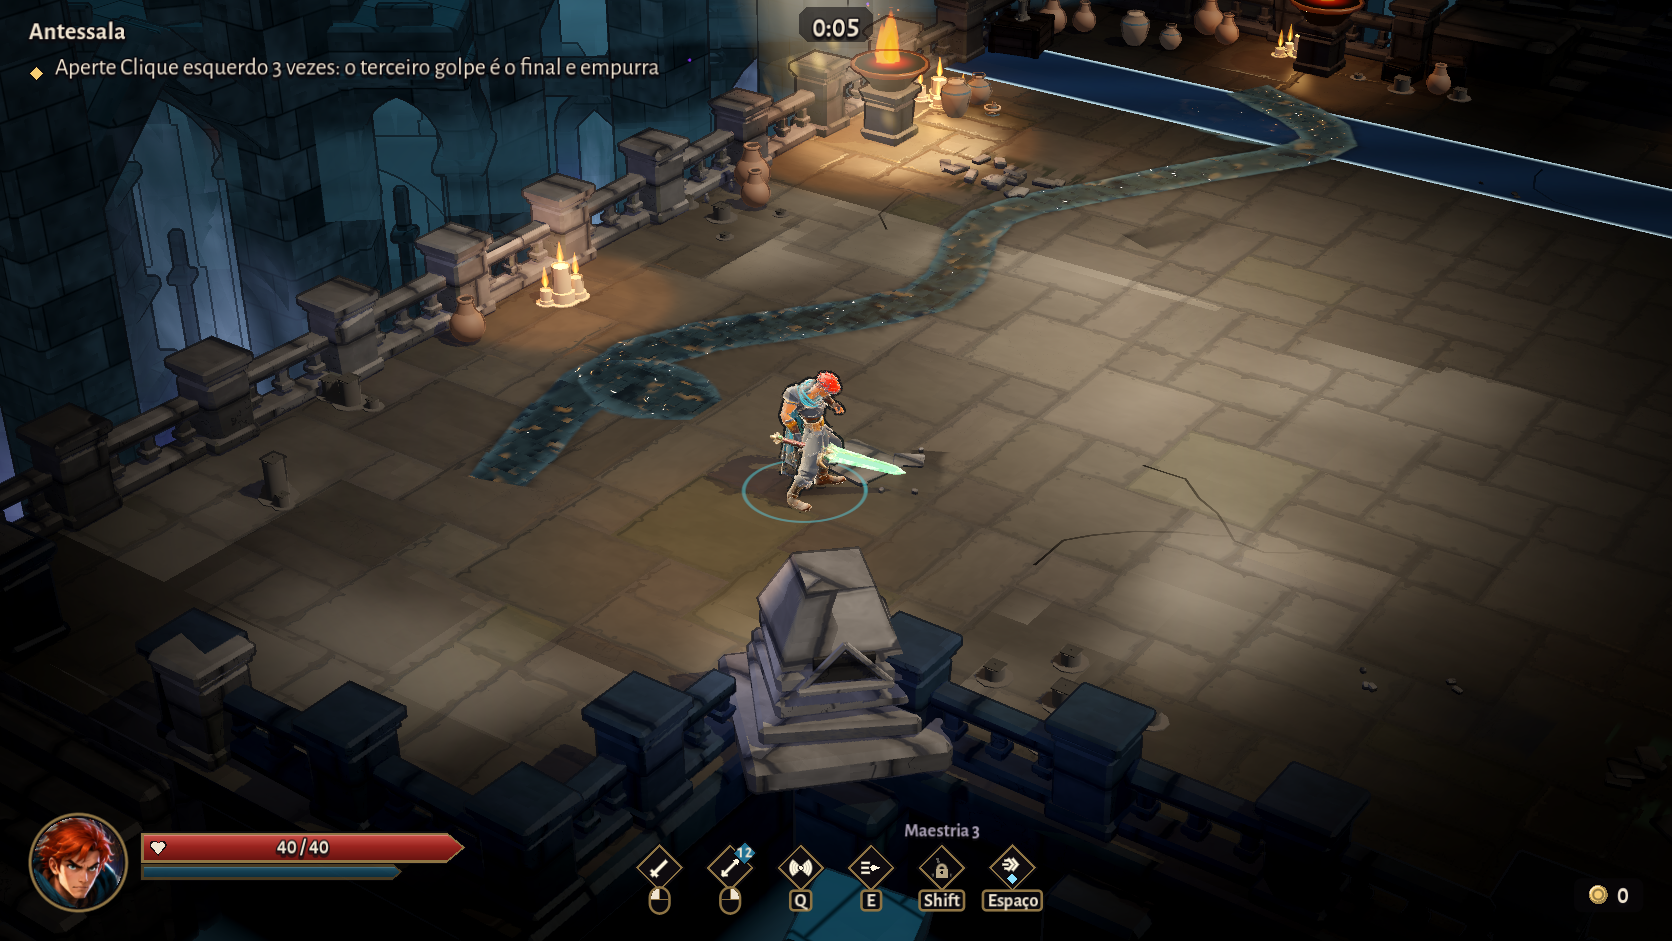 Antessala
0:05
Aperte Clique esquerdo 3 vezes: o terceiro golpe é o final e empurra
Maestria 3
40/40
12
Q
E
Shift
Espaço
0